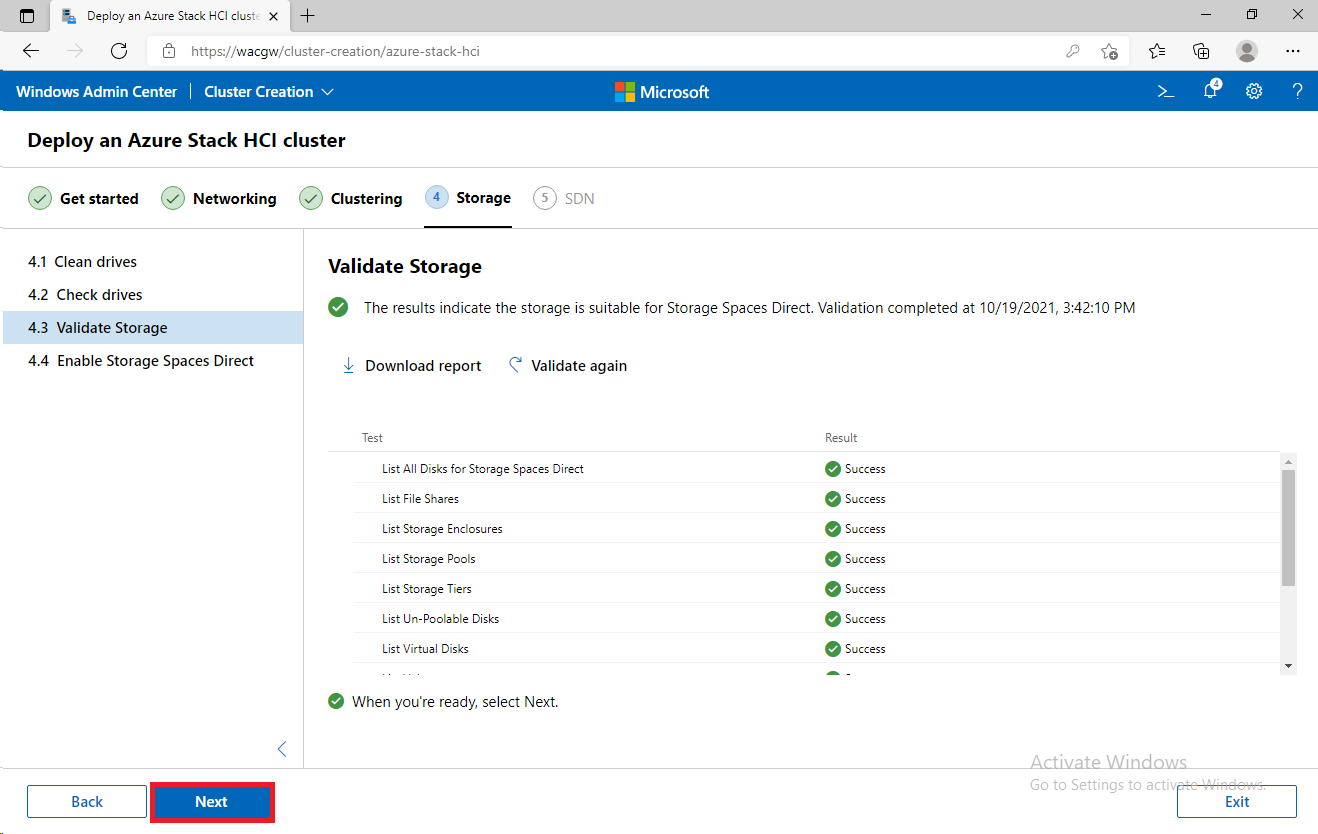 Deploy an Azure Stack HCI cluste
https://wacgw/cluster-creation/azure-stack-hci
Windows Admin Center | Cluster Creation
Microsoft
4
?
Deploy an Azure Stack HCI cluster
Get started
Networking
Clustering
4 Storage
5 SDN
4.1 Clean drives
4.2 Check drives
4.3 Validate Storage
4.4 Enable Storage Spaces Direct
Validate Storage
The results indicate the storage is suitable for Storage Spaces Direct. Validation completed at 10/19/2021, 3:42:10 PM
Download report
Validate again
Test Result
List All Disks for Storage Spaces Direct Success
List File Shares Success
List Storage Enclosures Success
List Storage Pools Success
List Storage Tiers Success
List Un-Poolable Disks Success
List Virtual Disks Success
When you're ready, select Next.
Activate Windows
Go to Settings to activate Windows.
Back
Next
Exit